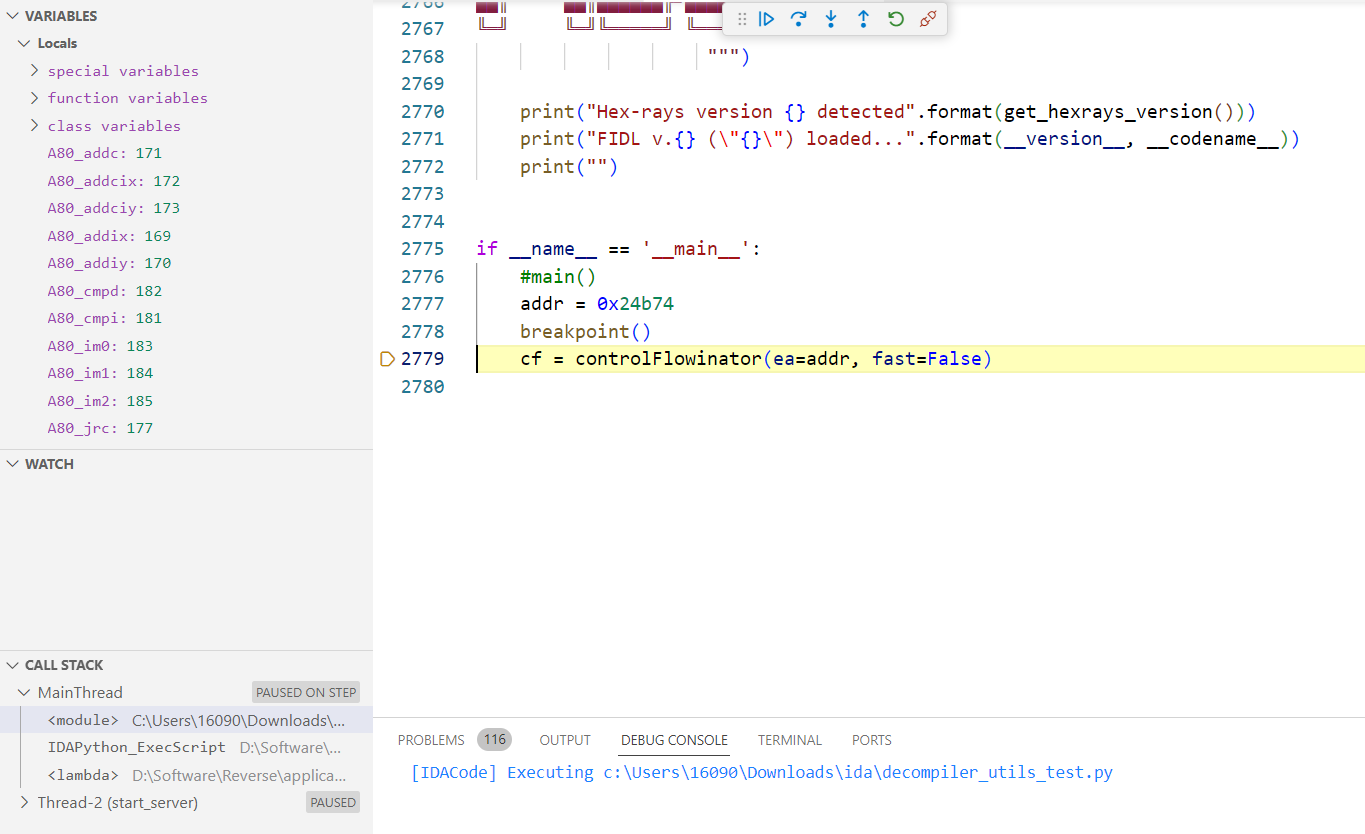 VARIABLES
Locals
special variables
function variables
class variables
A80_addc: 171
A80_addcix: 172
A80_addciy: 173
A80_addix: 169
A80_addiy: 170
A80_cmpd: 182
A80_cmpi: 181
A80_im0: 183
A80_im1: 184
A80_im2: 185
A80_jrc: 177
WATCH
CALL STACK
MainThread PAUSED ON STEP
<module> C:\Users\16090\Downloads\...
IDAPython_ExecScript D:\Software\...
<lambda> D:\Software\Reverse\applica...
Thread-2 (start_server) PAUSED
2766
2767
2768 """)
2769
2770 print("Hex-rays version {} detected".format(get_hexrays_version()))
2771 print("FIDL v.{} (\"{}\") loaded...".format(__version__, __codename__))
2772 print("")
2773
2774
2775 if __name__ == '__main__':
2776 #main()
2777 addr = 0x24b74
2778 breakpoint()
2779 cf = controlFlowinator(ea=addr, fast=False)
2780
PROBLEMS 116 OUTPUT DEBUG CONSOLE TERMINAL PORTS
[IDACode] Executing c:\Users\16090\Downloads\ida\decompiler_utils_test.py